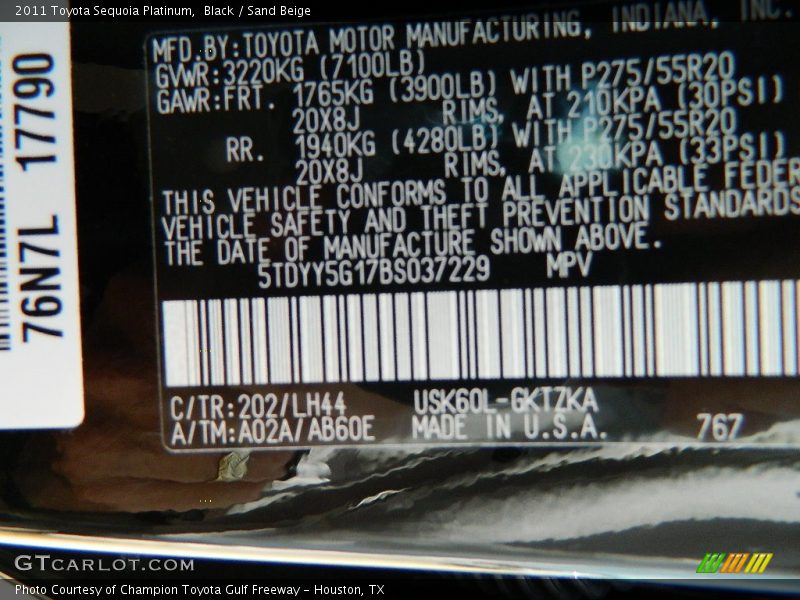 2011 Toyota Sequoia Platinum,  Black / Sand Beige
MFD.BY:TOYOTA MOTOR MANUFACTURING, INDIANA, INC.
GVWR:3220KG (7100LB)
GAWR:FRT. 1765KG (3900LB) WITH P275/55R20
20X8J RIMS, AT 210KPA (30PSI)
RR. 1940KG (4280LB) WITH P275/55R20
20X8J RIMS, AT 230KPA (33PSI)
THIS VEHICLE CONFORMS TO ALL APPLICABLE FEDER
VEHICLE SAFETY AND THEFT PREVENTION STANDARDS
THE DATE OF MANUFACTURE SHOWN ABOVE.
5TDYY5G17BS037229 MPV
C/TR:202/LH44 USK60L-GKTZKA
A/TM:A02A/AB60E MADE IN U.S.A. 767
76N7L 17790
GTCARLOT.COM
Photo Courtesy of Champion Toyota Gulf Freeway - Houston, TX